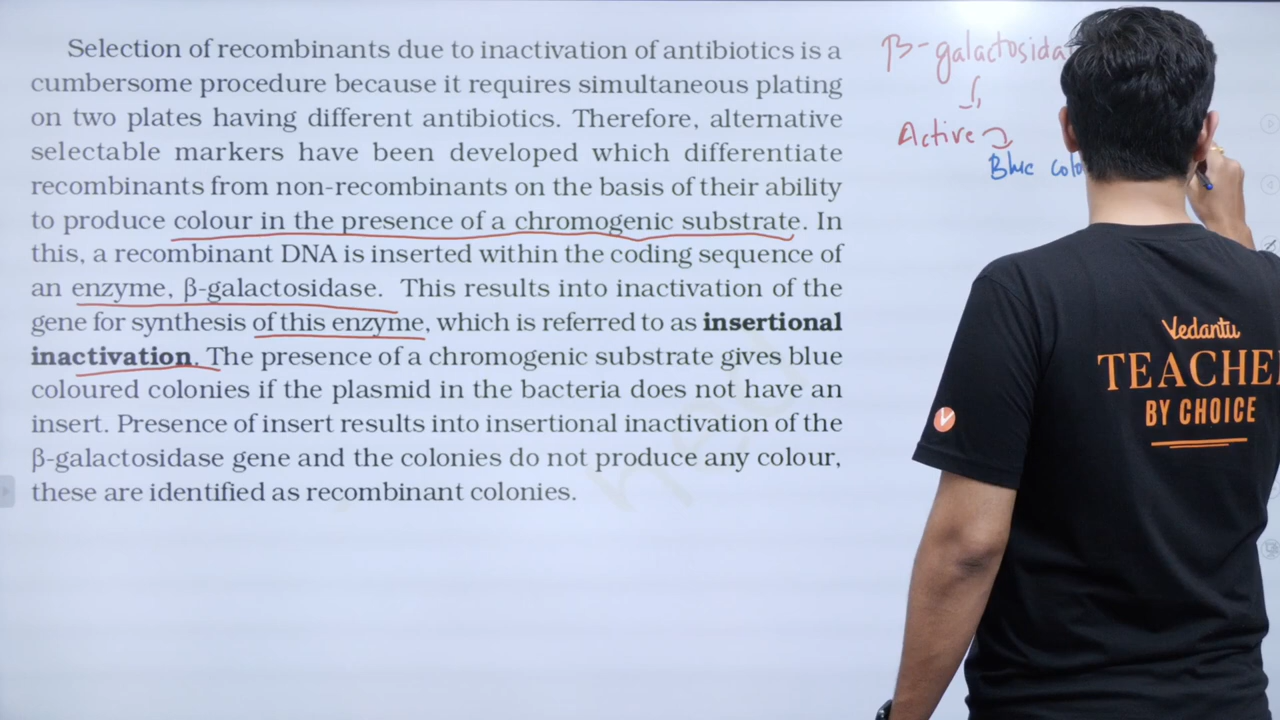 Selection of recombinants due to inactivation of antibiotics is a
cumbersome procedure because it requires simultaneous plating
on two plates having different antibiotics. Therefore, alternative
selectable markers have been developed which differentiate
recombinants from non-recombinants on the basis of their ability
to produce colour in the presence of a chromogenic substrate. In
this, a recombinant DNA is inserted within the coding sequence of
an enzyme, β-galactosidase. This results into inactivation of the
gene for synthesis of this enzyme, which is referred to as insertional
inactivation. The presence of a chromogenic substrate gives blue
coloured colonies if the plasmid in the bacteria does not have an
insert. Presence of insert results into insertional inactivation of the
β-galactosidase gene and the colonies do not produce any colour,
these are identified as recombinant colonies.
β-galactosida
Active
Blue colo
Vedantu
TEACHE
BY CHOICE